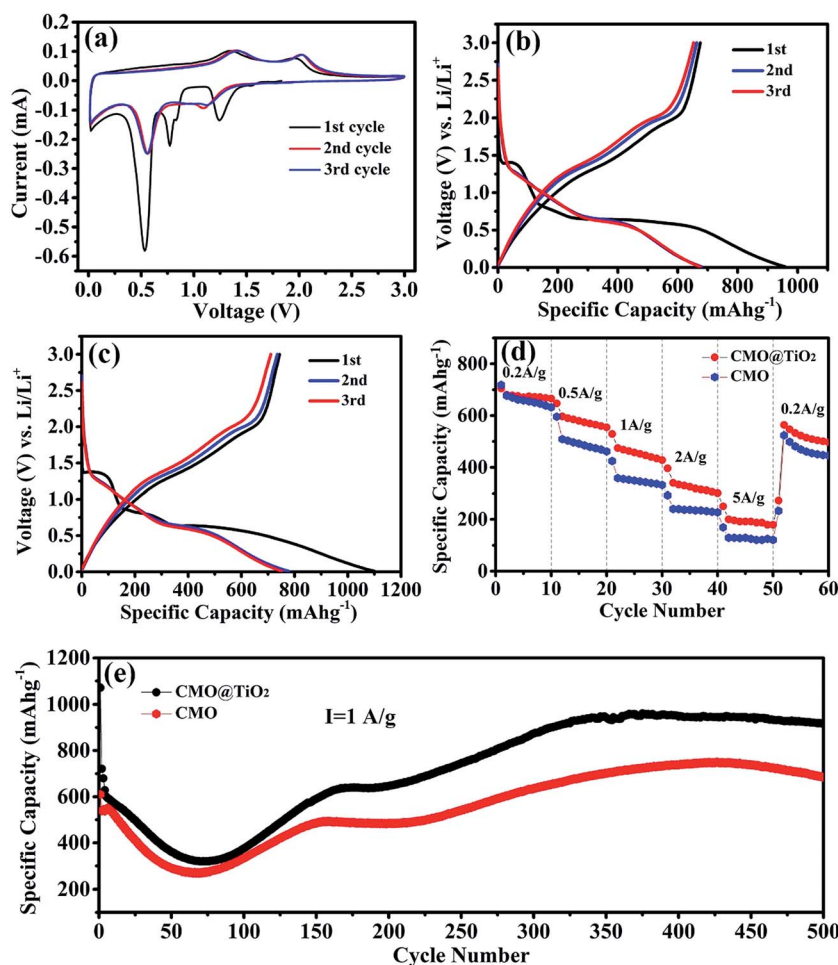 (a)
0.2
0.1
0.0
-0.1
-0.2
-0.3
-0.4
-0.5
-0.6
Current (mA)
1st cycle
2nd cycle
3rd cycle
0.0 0.5 1.0 1.5 2.0 2.5 3.0
Voltage (V)
(b)
3.0
2.5
2.0
1.5
1.0
0.5
0.0
Voltage (V) vs. Li/Li⁺
1st
2nd
3rd
0 200 400 600 800 1000
Specific Capacity (mAhg⁻¹)
(c)
3.0
2.5
2.0
1.5
1.0
0.5
0.0
Voltage (V) vs. Li/Li⁺
1st
2nd
3rd
0 200 400 600 800 1000 1200
Specific Capacity (mAhg⁻¹)
(d)
800
600
400
200
0
Specific Capacity (mAhg⁻¹)
CMO@TiO₂
CMO
0.2A/g
0.5A/g
1A/g
2A/g
5A/g
0.2A/g
0 10 20 30 40 50 60
Cycle Number
(e)
1200
1000
800
600
400
200
Specific Capacity (mAhg⁻¹)
CMO@TiO₂
CMO
I=1 A/g
0 50 100 150 200 250 300 350 400 450 500
Cycle Number